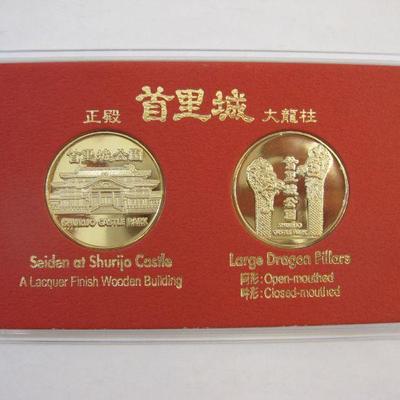 正殿 首里城 大龍柱
首里城公園
SHURIJO CASTLE PARK
首里城公園
SHURIJO
CASTLE PARK
Seiden at Shurijo Castle
A Lacquer Finish Wooden Building
Large Dragon Pillars
阿形:Open-mouthed
吽形:Closed-mouthed